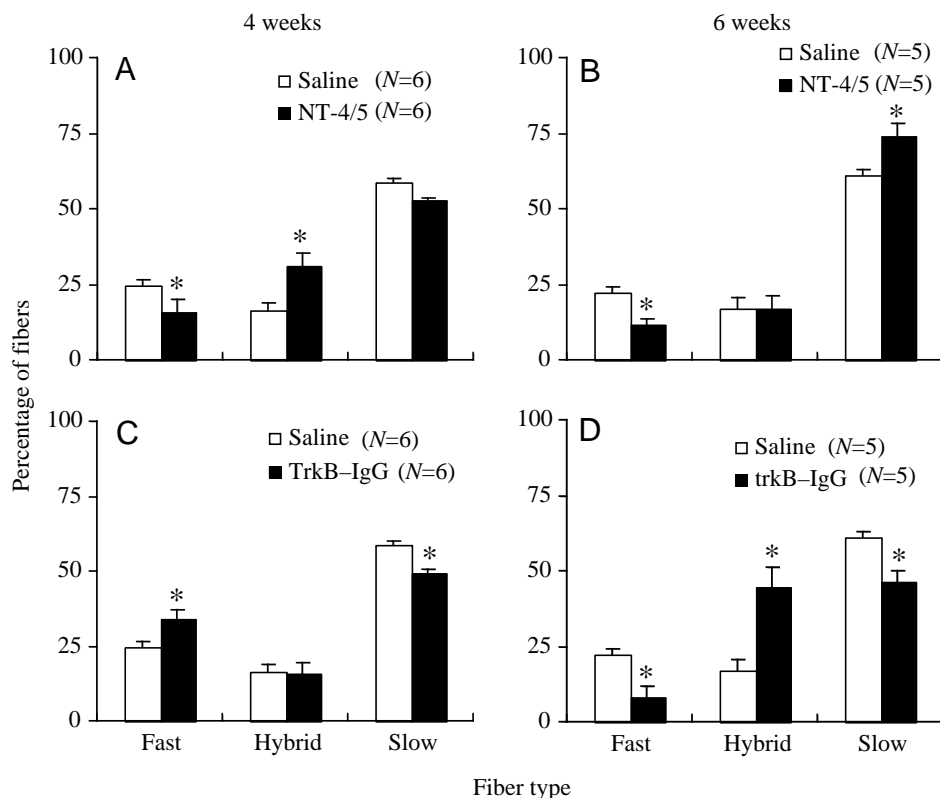 4 weeks
6 weeks
Percentage of fibers
A
Saline (N=6)
NT-4/5 (N=6)
100
75
50
25
0
*
*
B
Saline (N=5)
NT-4/5 (N=5)
100
75
50
25
0
*
*
C
Saline (N=6)
TrkB–IgG (N=6)
100
75
50
25
0
*
*
Fast Hybrid Slow
D
Saline (N=5)
trkB–IgG (N=5)
100
75
50
25
0
*
*
*
Fast Hybrid Slow
Fiber type